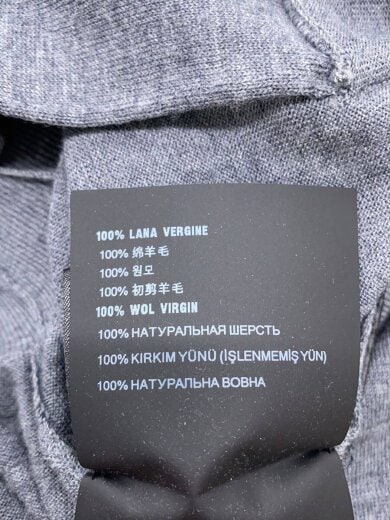 100% LANA VERGINE
100% 绵羊毛
100% 원모
100% 初剪羊毛
100% WOL VIRGIN
100% НАТУРАЛЬНАЯ ШЕРСТЬ
100% KIRKIM YÜNÜ (İŞLENMEMİŞ YÜN)
100% НАТУРАЛЬНА ВОВНА